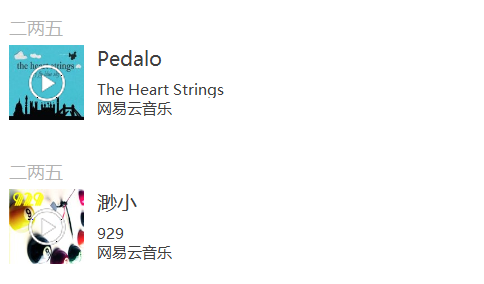 二两五
the heart strings
Pedalo
The Heart Strings
网易云音乐
二两五
929
渺小
929
网易云音乐